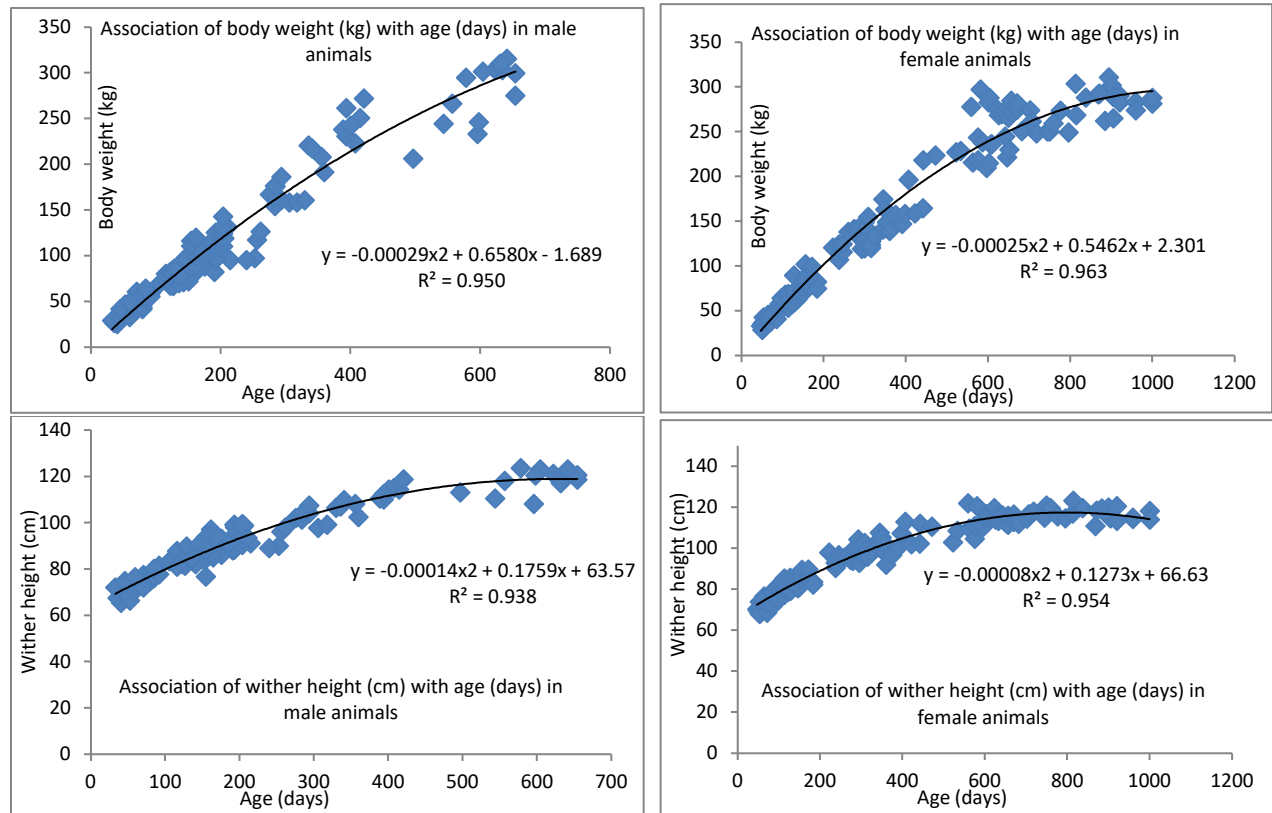 Association of body weight (kg) with age (days) in male
animals
Body weight (kg)
350
300
250
200
150
100
50
0
y = -0.00029x2 + 0.6580x - 1.689
R² = 0.950
0 200 400 600 800
Age (days)
Association of body weight (kg) with age (days) in
female animals
Body weight (kg)
350
300
250
200
150
100
50
0
y = -0.00025x2 + 0.5462x + 2.301
R² = 0.963
0 200 400 600 800 1000 1200
Age (days)
Wither height (cm)
140
120
100
80
60
40
20
0
y = -0.00014x2 + 0.1759x + 63.57
R² = 0.938
Association of wither height (cm) with age (days) in
male animals
0 100 200 300 400 500 600 700
Age (days)
Wither height (cm)
140
120
100
80
60
40
20
0
y = -0.00008x2 + 0.1273x + 66.63
R² = 0.954
Association of wither height (cm) with age (days) in
female animals
0 200 400 600 800 1000 1200
Age (days)